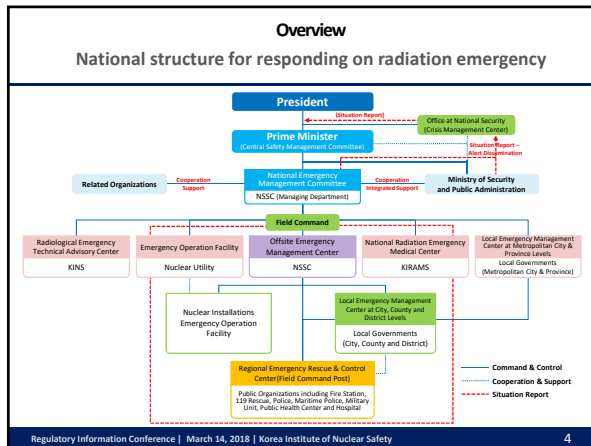 Overview
National structure for responding on radiation emergency
President
(Situation Report)
Office at National Security
(Crisis Management Center)
Prime Minister
(Central Safety Management Committee)
Situation Report –
Alert Dissemination
Related Organizations
Cooperation
Support
National Emergency
Management Committee
NSSC (Managing Department)
Cooperation
Integrated Support
Ministry of Security
and Public Administration
Field Command
Radiological Emergency
Technical Advisory Center
KINS
Emergency Operation Facility
Nuclear Utility
Offsite Emergency
Management Center
NSSC
National Radiation Emergency
Medical Center
KIRAMS
Local Emergency Management
Center at Metropolitan City &
Province Levels
Local Governments
(Metropolitan City & Province)
Nuclear Installations
Emergency Operation
Facility
Local Emergency Management
Center at City, County and
District Levels
Local Governments
(City, County and District)
Regional Emergency Rescue & Control
Center(Field Command Post)
Public Organizations including Fire Station,
119 Rescue, Police, Maritime Police, Military
Unit, Public Health Center and Hospital
Command & Control
Cooperation & Support
Situation Report
Regulatory Information Conference | March 14, 2018 | Korea Institute of Nuclear Safety
4